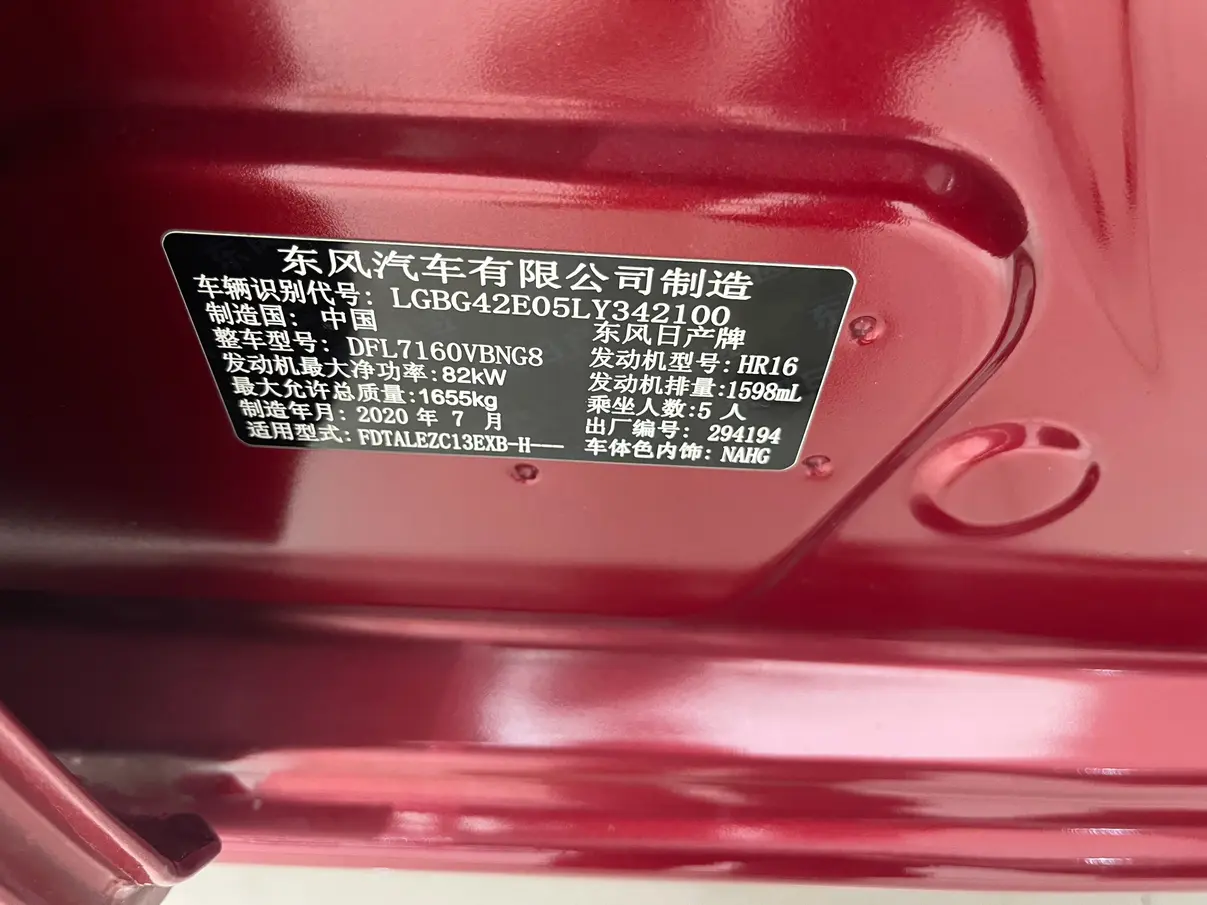 东风汽车有限公司制造
车辆识别代号: LGBG42E05LY342100
制造国: 中国 东风日产牌
整车型号: DFL7160VBNG8 发动机型号: HR16
发动机最大净功率:82kW 发动机排量:1598mL
最大允许总质量:1655kg 乘坐人数:5 人
制造年月: 2020 年 7 月 出厂编号: 294194
适用型式: FDTALEZC13EXB-H--- 车体色内饰: NAHG